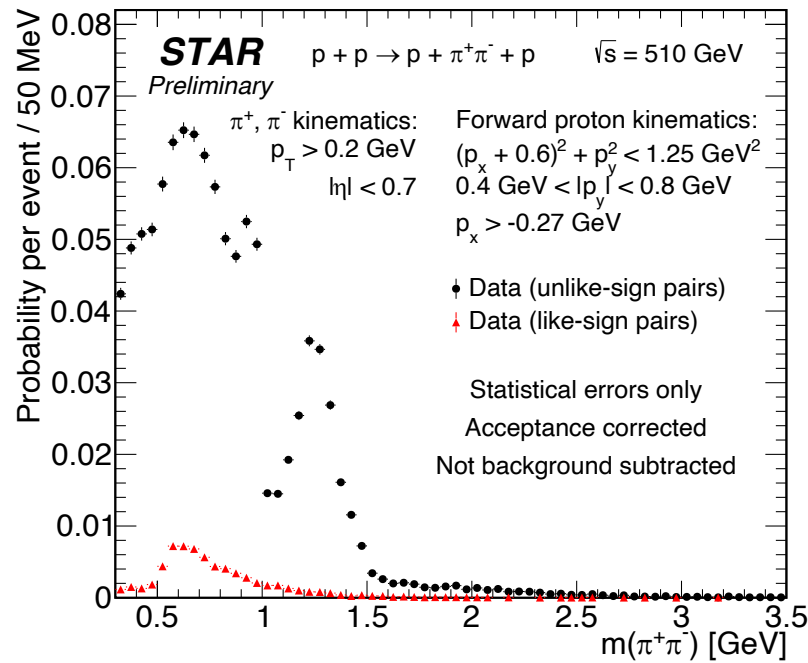 Probability per event / 50 MeV
0.08
0.07
0.06
0.05
0.04
0.03
0.02
0.01
0
STAR
Preliminary
p + p → p + π⁺π⁻ + p
√s = 510 GeV
π⁺, π⁻ kinematics:
p_T > 0.2 GeV
|η| < 0.7
Forward proton kinematics:
(p_x + 0.6)² + p_y² < 1.25 GeV²
0.4 GeV < |p_y| < 0.8 GeV
p_x > -0.27 GeV
Data (unlike-sign pairs)
Data (like-sign pairs)
Statistical errors only
Acceptance corrected
Not background subtracted
0.5 1 1.5 2 2.5 3 3.5
m(π⁺π⁻) [GeV]